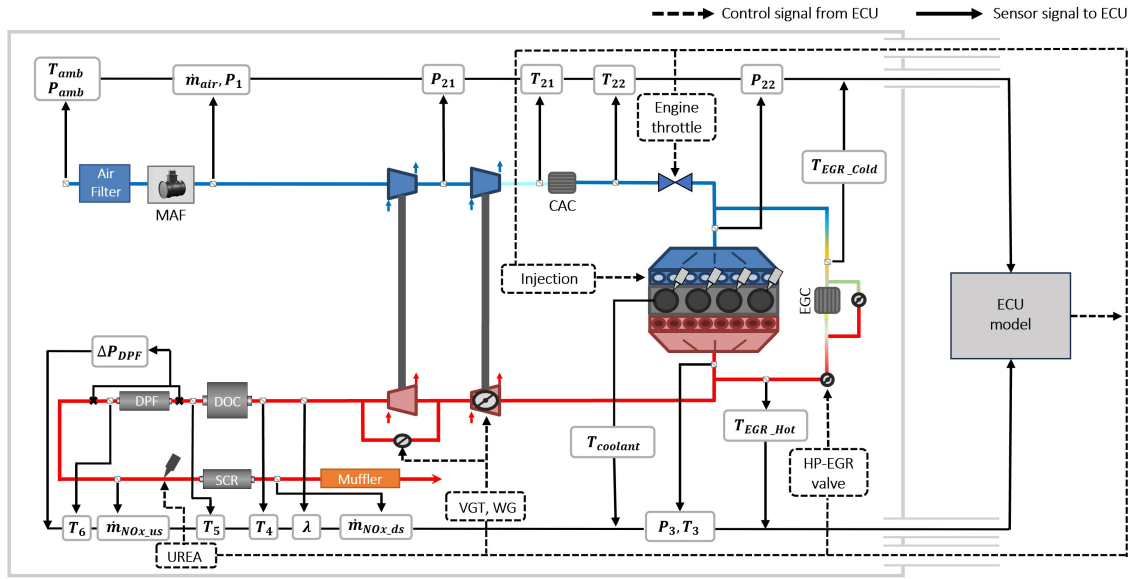 Control signal from ECU
Sensor signal to ECU
T_amb
P_amb
ṁ_air, P_1
P_21
T_21
T_22
P_22
Engine
throttle
T_EGR_Cold
Air
Filter
MAF
CAC
Injection
EGC
ECU
model
ΔP_DPF
DPF
DOC
T_coolant
T_EGR_Hot
HP-EGR
valve
SCR
Muffler
VGT, WG
T_6
ṁ_NOx_us
T_5
T_4
λ
ṁ_NOx_ds
P_3, T_3
UREA